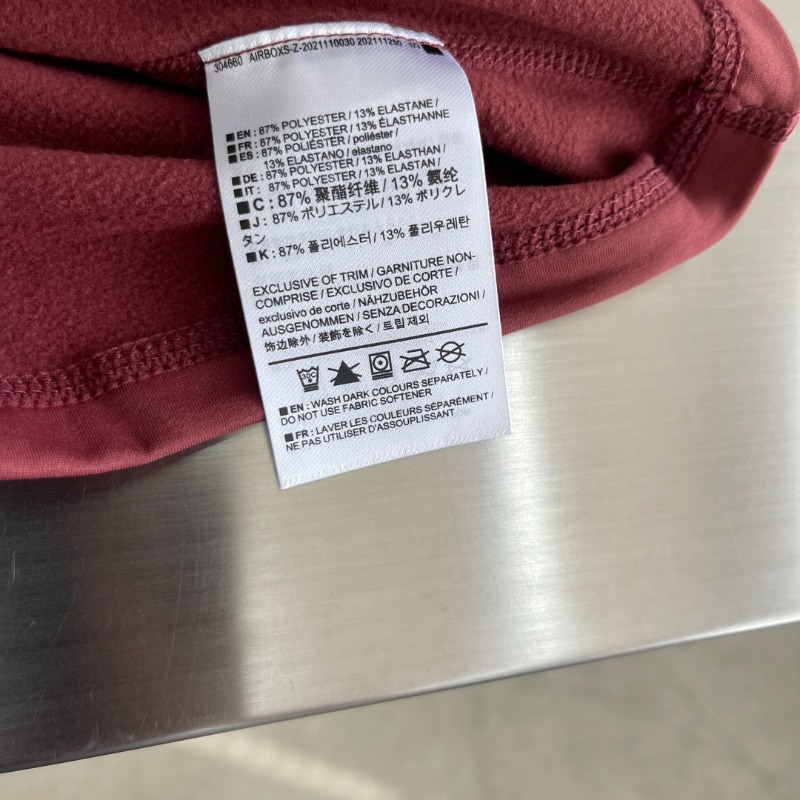 304660 AIRBOXS-Z-2021110030 202111250 1/3
EN : 87% POLYESTER / 13% ELASTANE /
FR : 87% POLYESTER / 13% ÉLASTHANNE
ES : 87% POLIÉSTER / poliéster /
13% ELASTANO / elastano
DE : 87% POLYESTER / 13% ELASTHAN /
IT : 87% POLYESTER / 13% ELASTAN /
C : 87% 聚酯纤维 / 13% 氨纶
J : 87% ポリエステル / 13% ポリウレ
タン
K : 87% 폴리에스터 / 13% 폴리우레탄
EXCLUSIVE OF TRIM / GARNITURE NON-
COMPRISE / EXCLUSIVO DE CORTE /
exclusivo de corte / NÄHZUBEHÖR
AUSGENOMMEN / SENZA DECORAZIONI /
饰边除外 / 装飾を除く / 트림 제외
30C
EN : WASH DARK COLOURS SEPARATELY /
DO NOT USE FABRIC SOFTENER
FR : LAVER LES COULEURS SÉPARÉMENT /
NE PAS UTILISER D'ASSOUPLISSANT